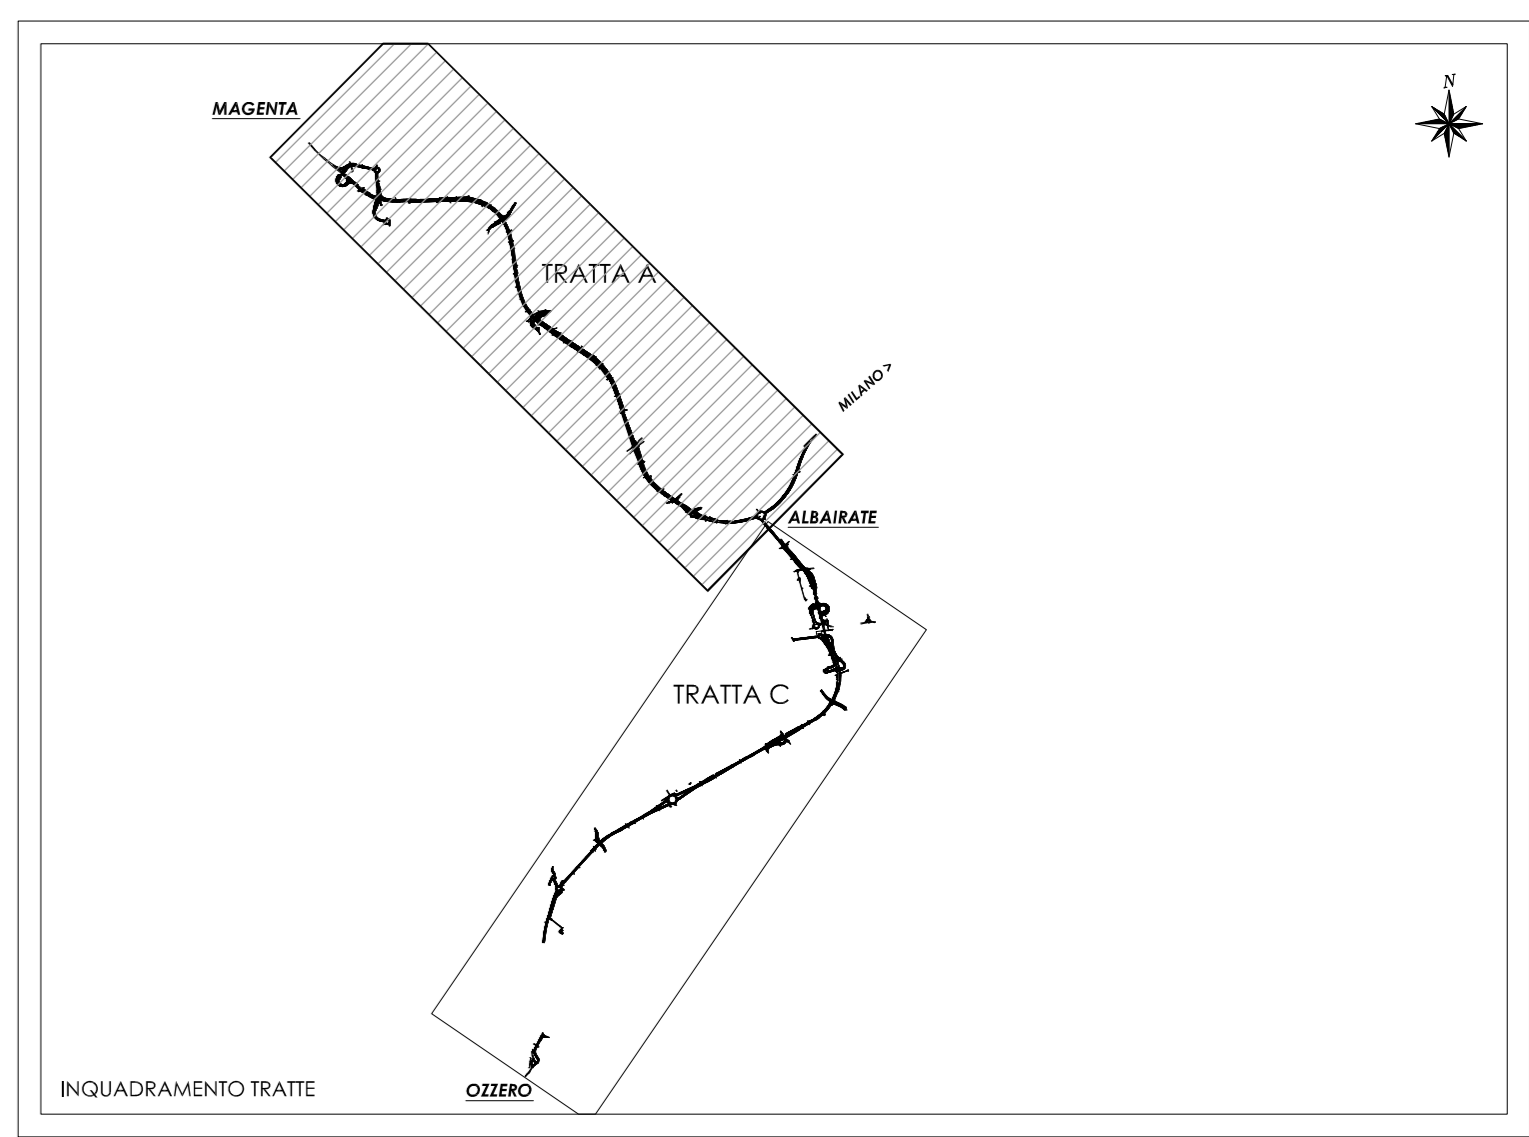 N
MAGENTA
TRATTA A
MILANO >
ALBAIRATE
TRATTA C
INQUADRAMENTO TRATTE
OZZERO